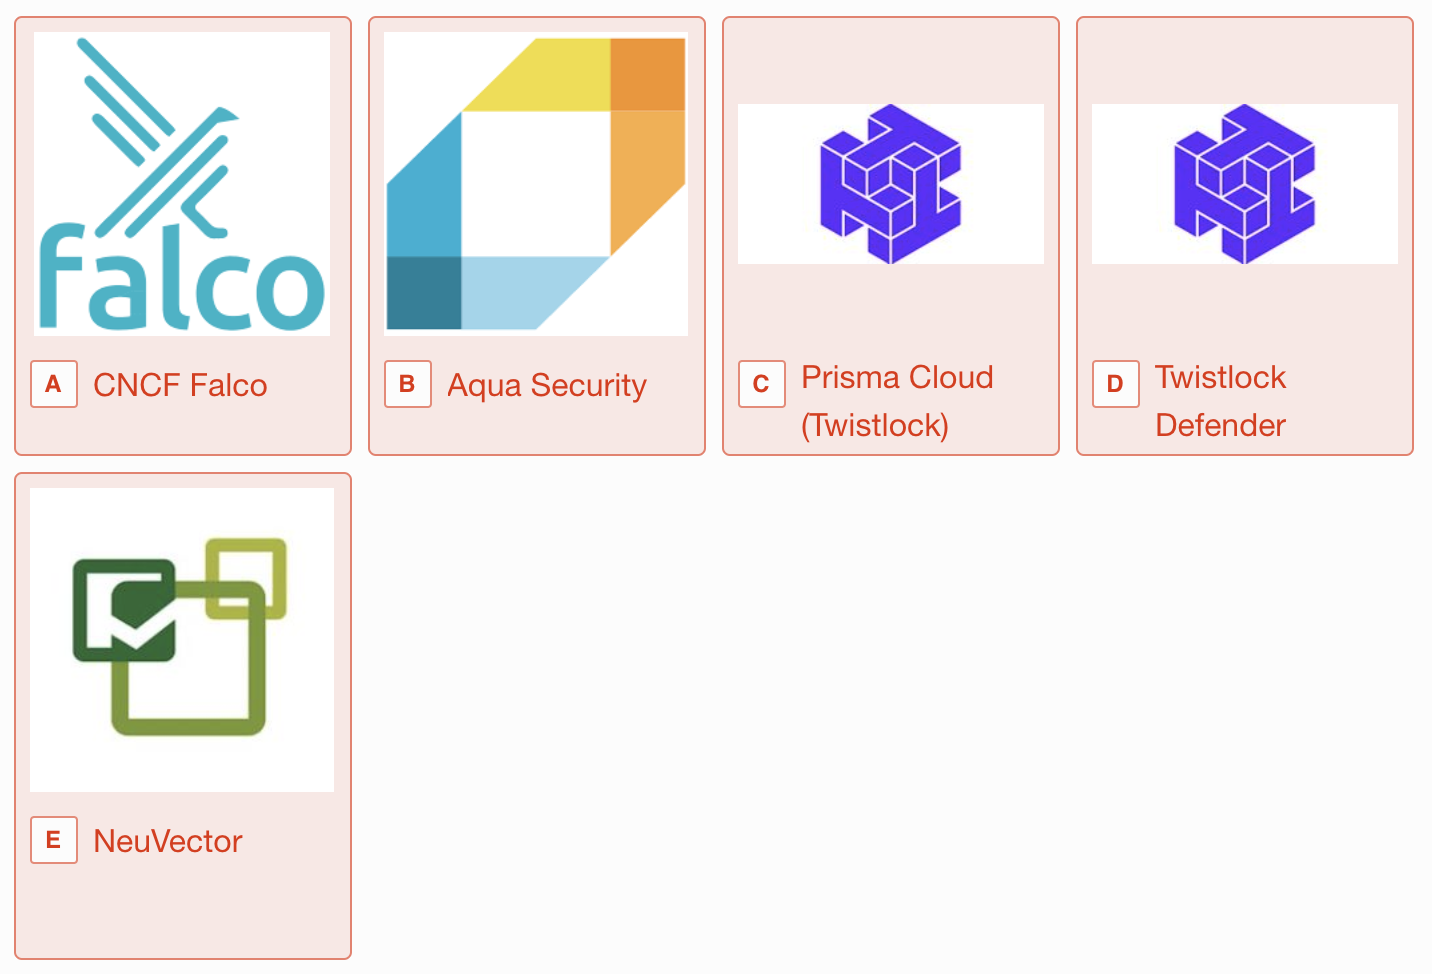 falco
A CNCF Falco
B Aqua Security
C Prisma Cloud
(Twistlock)
D Twistlock
Defender
E NeuVector